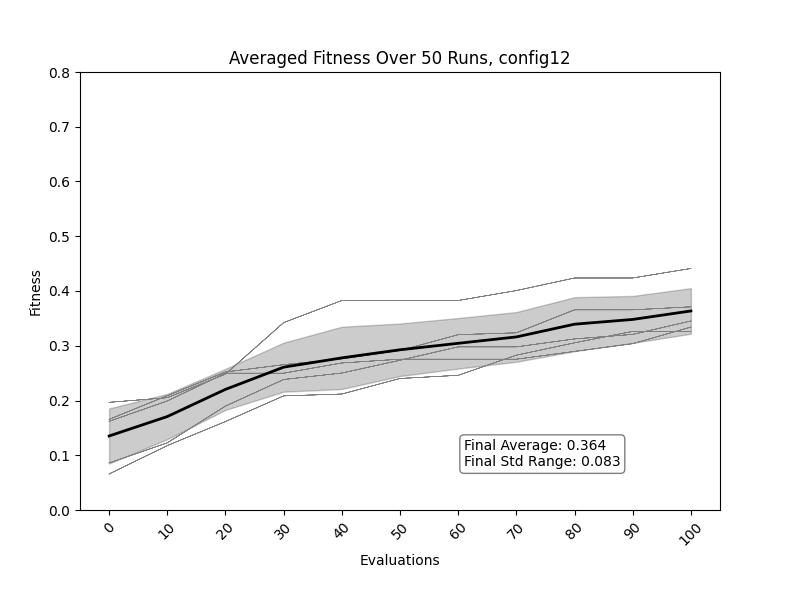 Averaged Fitness Over 50 Runs, config12
0.8
0.7
0.6
0.5
0.4
0.3
0.2
0.1
0.0
Fitness
Final Average: 0.364
Final Std Range: 0.083
0 10 20 30 40 50 60 70 80 90 100
Evaluations